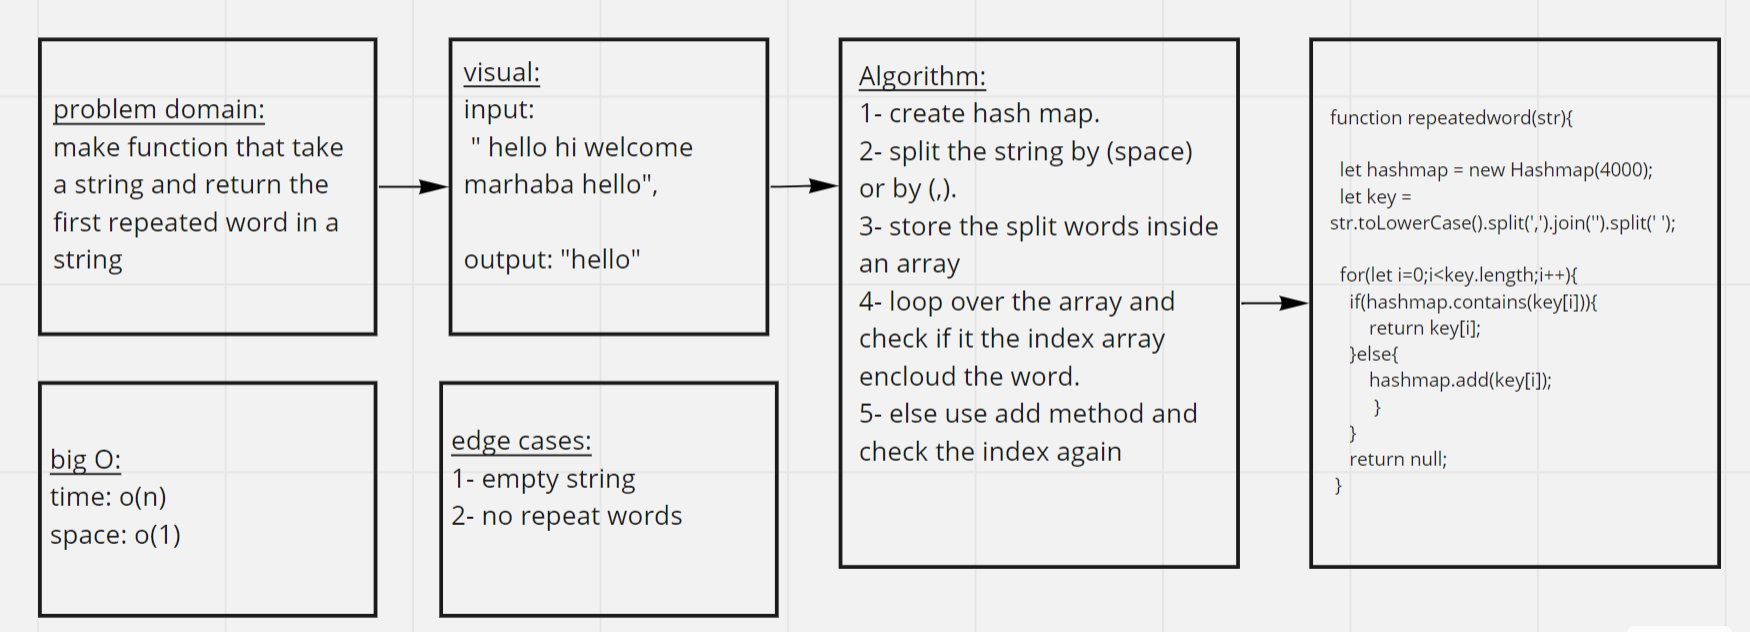 problem domain:
make function that take
a string and return the
first repeated word in a
string
visual:
input:
" hello hi welcome
marhaba hello",
output: "hello"
Algorithm:
1- create hash map.
2- split the string by (space)
or by (,).
3- store the split words inside
an array
4- loop over the array and
check if it the index array
encloud the word.
5- else use add method and
check the index again
function repeatedword(str){
let hashmap = new Hashmap(4000);
let key =
str.toLowerCase().split(',').join('').split(' ');
for(let i=0;i<key.length;i++){
if(hashmap.contains(key[i])){
return key[i];
}else{
hashmap.add(key[i]);
}
}
return null;
}
big O:
time: o(n)
space: o(1)
edge cases:
1- empty string
2- no repeat words